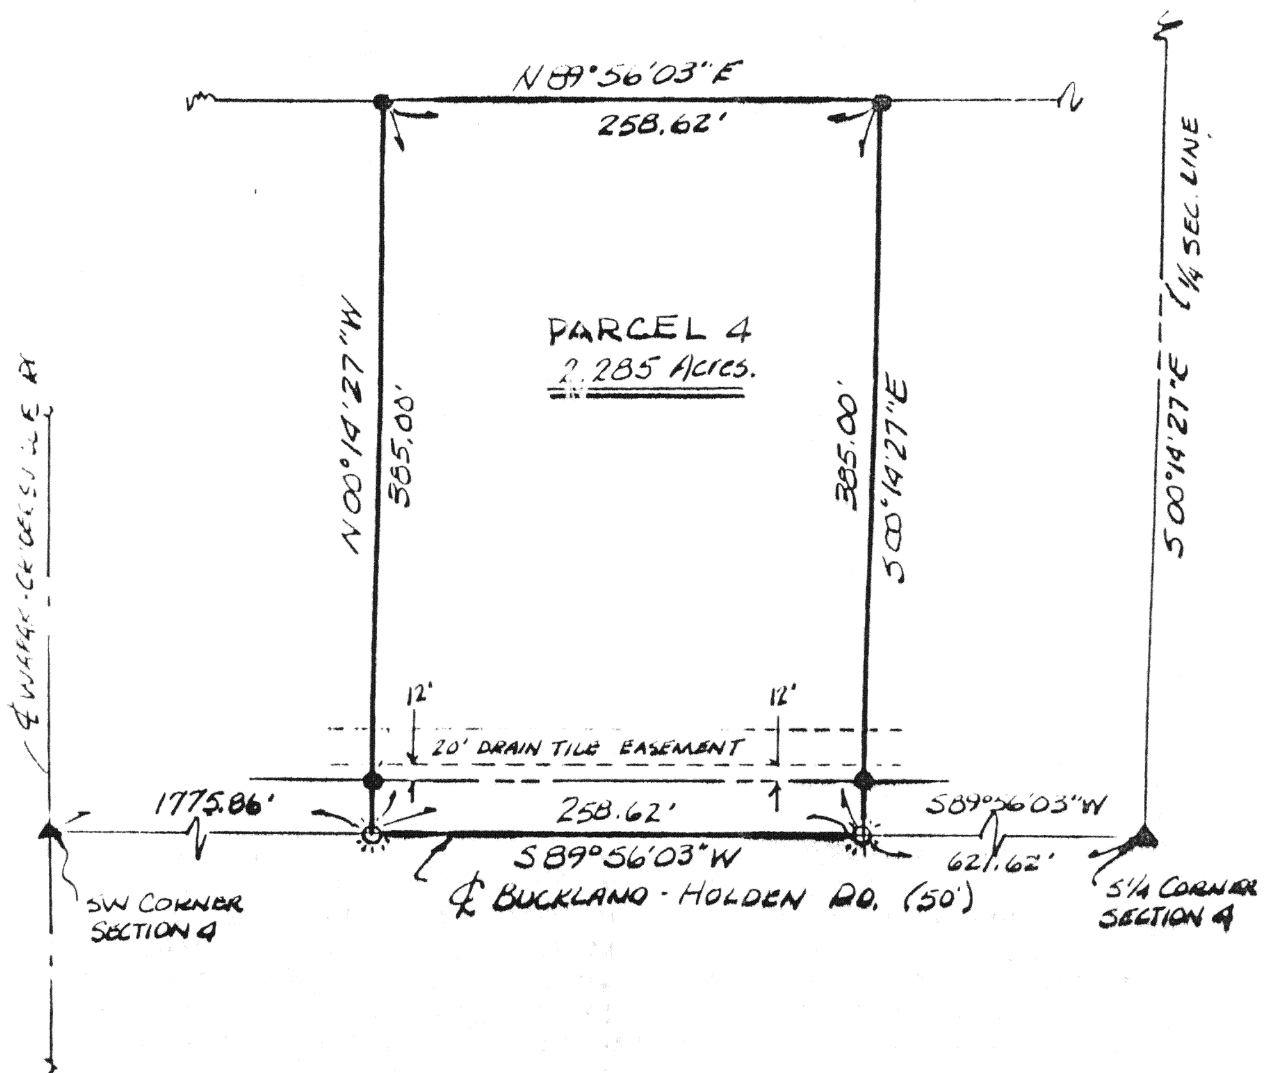 N 89°56'03" E
258.62'
1/4 SEC. LINE
S 00°14'27"E
PARCEL 4
2.285 Acres.
N 00°14'27"W
385.00'
385.00'
S 00°14'27"E
12'
12'
20' DRAIN TILE EASEMENT
1775.86'
258.62'
S89°56'03"W
S89°56'03"W
621.62'
℄ BUCKLAND - HOLDEN RD. (50')
SW CORNER
SECTION 4
S 1/4 CORNER
SECTION 4